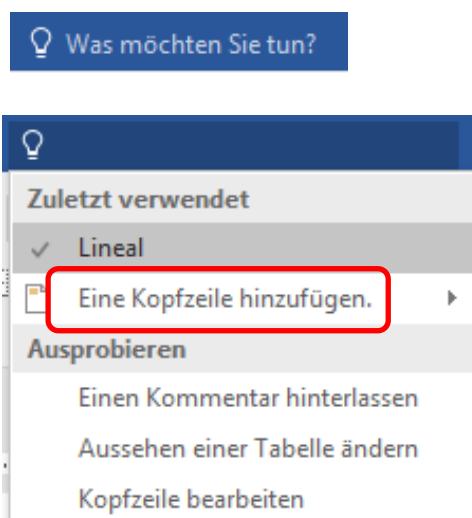 Was möchten Sie tun?
Zuletzt verwendet
Lineal
Eine Kopfzeile hinzufügen.
Ausprobieren
Einen Kommentar hinterlassen
Aussehen einer Tabelle ändern
Kopfzeile bearbeiten